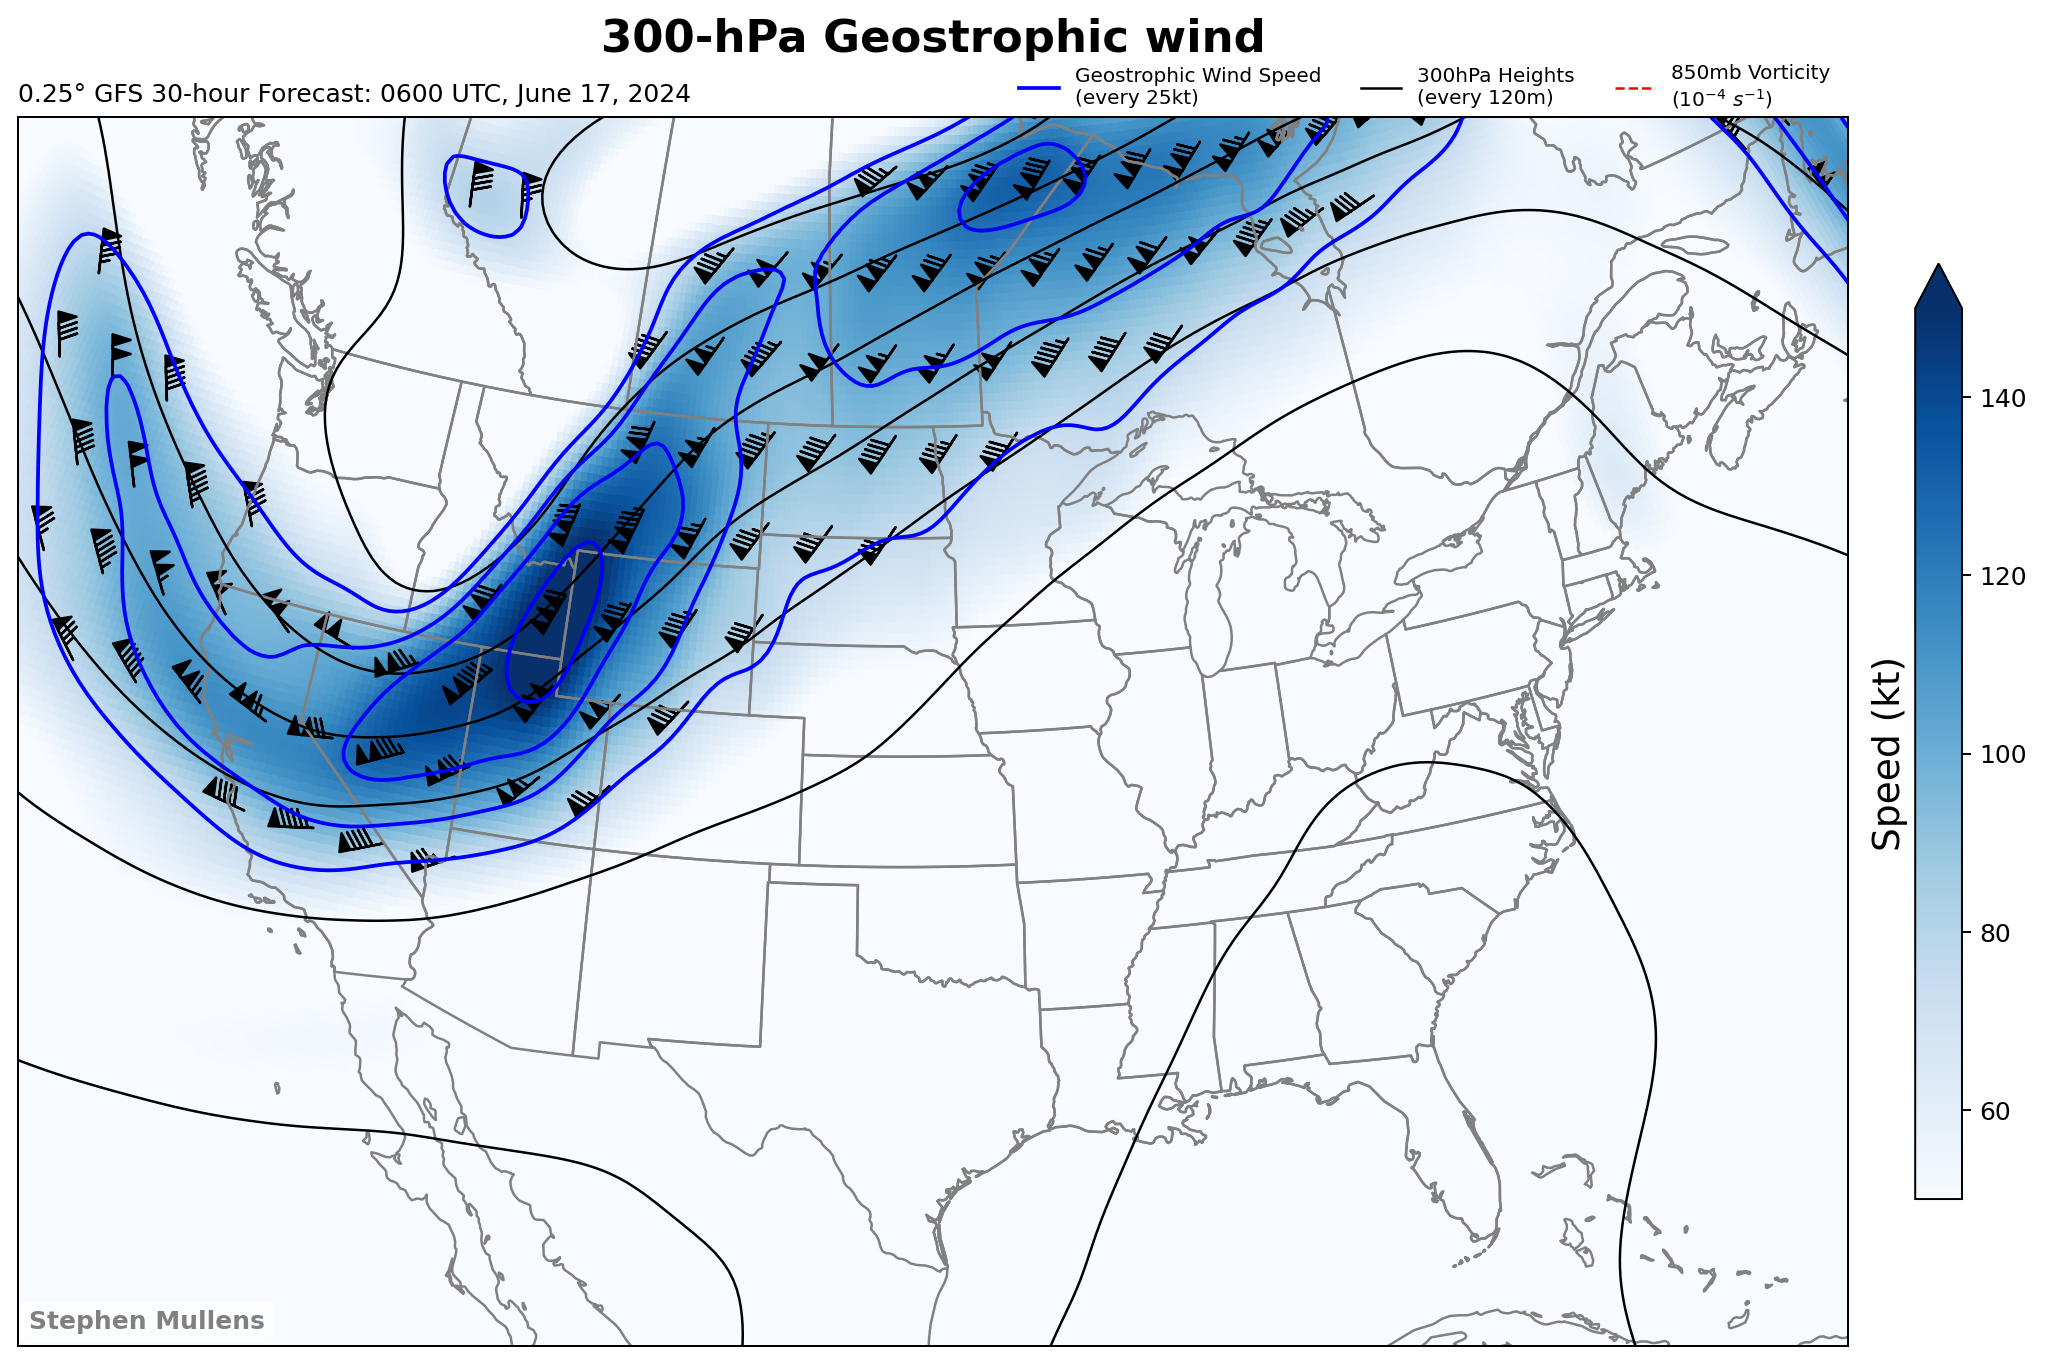 300-hPa Geostrophic wind
0.25° GFS 30-hour Forecast: 0600 UTC, June 17, 2024
Geostrophic Wind Speed
(every 25kt)
300hPa Heights
(every 120m)
850mb Vorticity
(10⁻⁴ s⁻¹)
140
120
100
80
60
Speed (kt)
Stephen Mullens